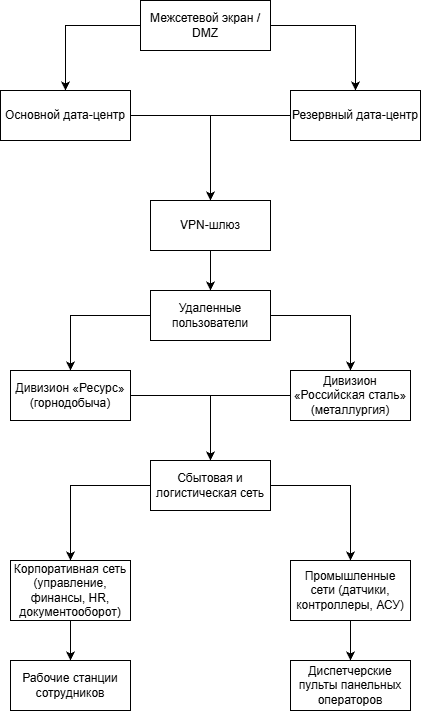 Межсетевой экран /
DMZ
Основной дата-центр
Резервный дата-центр
VPN-шлюз
Удаленные
пользователи
Дивизион «Ресурс»
(горнодобыча)
Дивизион
«Российская сталь»
(металлургия)
Сбытовая и
логистическая сеть
Корпоративная сеть
(управление,
финансы, HR,
документооборот)
Промышленные
сети (датчики,
контроллеры, АСУ)
Рабочие станции
сотрудников
Диспетчерские
пульты панельных
операторов